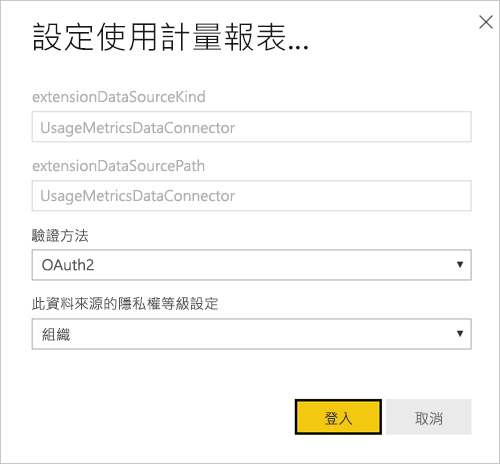 設定使用計量報表...
extensionDataSourceKind
UsageMetricsDataConnector
extensionDataSourcePath
UsageMetricsDataConnector
驗證方法
OAuth2
此資料來源的隱私權等級設定
組織
登入
取消